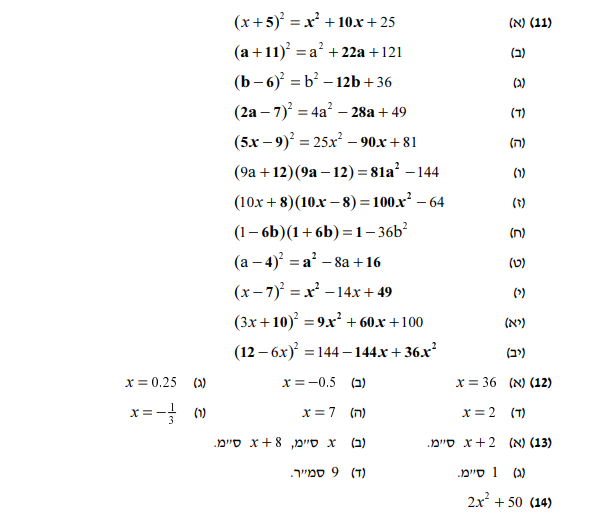 (11) (א) (x + 5)² = x² + 10x + 25
(ב) (a + 11)² = a² + 22a + 121
(ג) (b − 6)² = b² − 12b + 36
(ד) (2a − 7)² = 4a² − 28a + 49
(ה) (5x − 9)² = 25x² − 90x + 81
(ו) (9a + 12)(9a − 12) = 81a² − 144
(ז) (10x + 8)(10x − 8) = 100x² − 64
(ח) (1 − 6b)(1 + 6b) = 1 − 36b²
(ט) (a − 4)² = a² − 8a + 16
(י) (x − 7)² = x² − 14x + 49
(יא) (3x + 10)² = 9x² + 60x + 100
(יב) (12 − 6x)² = 144 − 144x + 36x²
(12) (א) x = 36 (ב) x = −0.5 (ג) x = 0.25
(ד) x = 2 (ה) x = 7 (ו) x = −1/3
(13) (א) x + 2 ס"מ. (ב) x ס"מ, x + 8 ס"מ.
(ג) 1 ס"מ. (ד) 9 סמ"ר.
(14) 2x² + 50